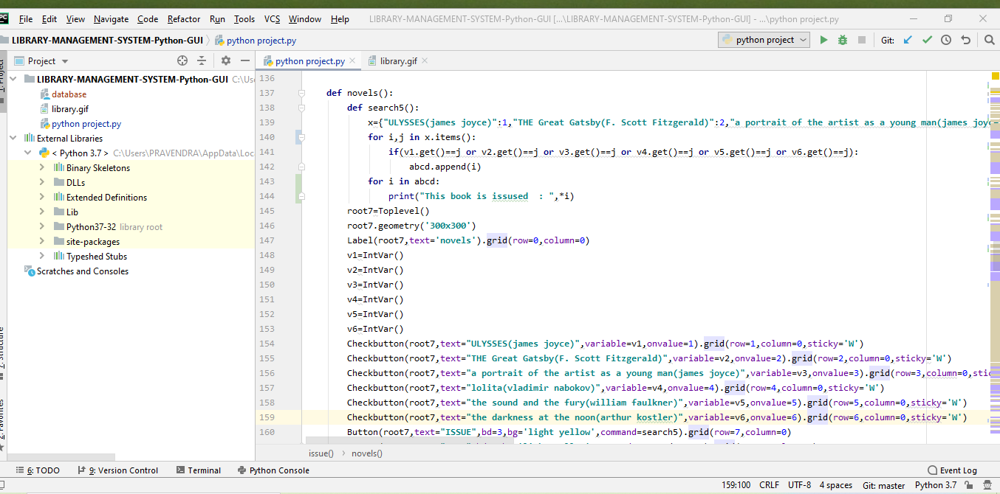 PC File Edit View Navigate Code Refactor Run Tools VCS Window Help LIBRARY-MANAGEMENT-SYSTEM-Python-GUI [...\LIBRARY-MANAGEMENT-SYSTEM-Python-GUI] - ...\python project.py
LIBRARY-MANAGEMENT-SYSTEM-Python-GUI python project.py python project Git:
Project python project.py library.gif
LIBRARY-MANAGEMENT-SYSTEM-Python-GUI C:\Use
database
library.gif
python project.py
External Libraries
< Python 3.7 > C:\Users\PRAVENDRA\AppData\Loc
Binary Skeletons
DLLs
Extended Definitions
Lib
Python37-32 library root
site-packages
Typeshed Stubs
Scratches and Consoles
136
137 def novels():
138 def search5():
139 x={"ULYSSES(james joyce)":1,"THE Great Gatsby(F. Scott Fitzgerald)":2,"a portrait of the artist as a young man(james joyce
140 for i,j in x.items():
141 if(v1.get()==j or v2.get()==j or v3.get()==j or v4.get()==j or v5.get()==j or v6.get()==j):
142 abcd.append(i)
143 for i in abcd:
144 print("This book is issused  : ",*i)
145 root7=Toplevel()
146 root7.geometry('300x300')
147 Label(root7,text='novels').grid(row=0,column=0)
148 v1=IntVar()
149 v2=IntVar()
150 v3=IntVar()
151 v4=IntVar()
152 v5=IntVar()
153 v6=IntVar()
154 Checkbutton(root7,text="ULYSSES(james joyce)",variable=v1,onvalue=1).grid(row=1,column=0,sticky='W')
155 Checkbutton(root7,text="THE Great Gatsby(F. Scott Fitzgerald)",variable=v2,onvalue=2).grid(row=2,column=0,sticky='W')
156 Checkbutton(root7,text="a portrait of the artist as a young man(james joyce)",variable=v3,onvalue=3).grid(row=3,column=0,stic
157 Checkbutton(root7,text="lolita(vladimir nabokov)",variable=v4,onvalue=4).grid(row=4,column=0,sticky='W')
158 Checkbutton(root7,text="the sound and the fury(william faulkner)",variable=v5,onvalue=5).grid(row=5,column=0,sticky='W')
159 Checkbutton(root7,text="the darkness at the noon(arthur kostler)",variable=v6,onvalue=6).grid(row=6,column=0,sticky='W')
160 Button(root7,text="ISSUE",bd=3,bg='light yellow',command=search5).grid(row=7,column=0)
issue() novels()
6: TODO 9: Version Control Terminal Python Console Event Log
159:100 CRLF UTF-8 4 spaces Git: master Python 3.7
1: Project